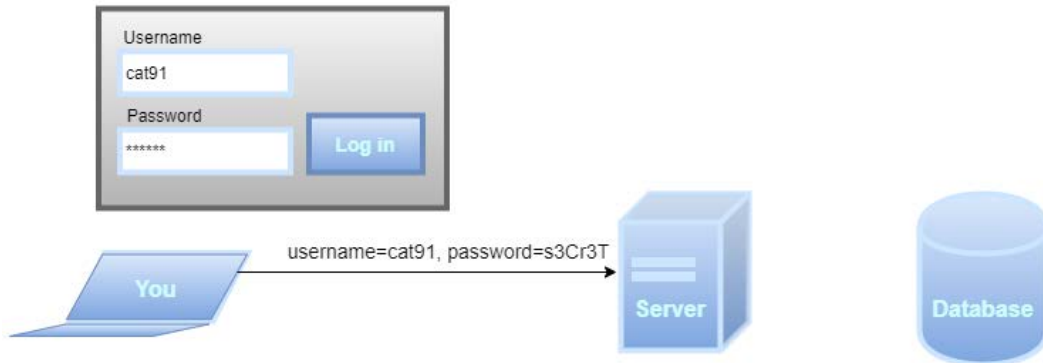 Username
cat91
Password
******
Log in
username=cat91, password=s3Cr3T
You
Server
Database